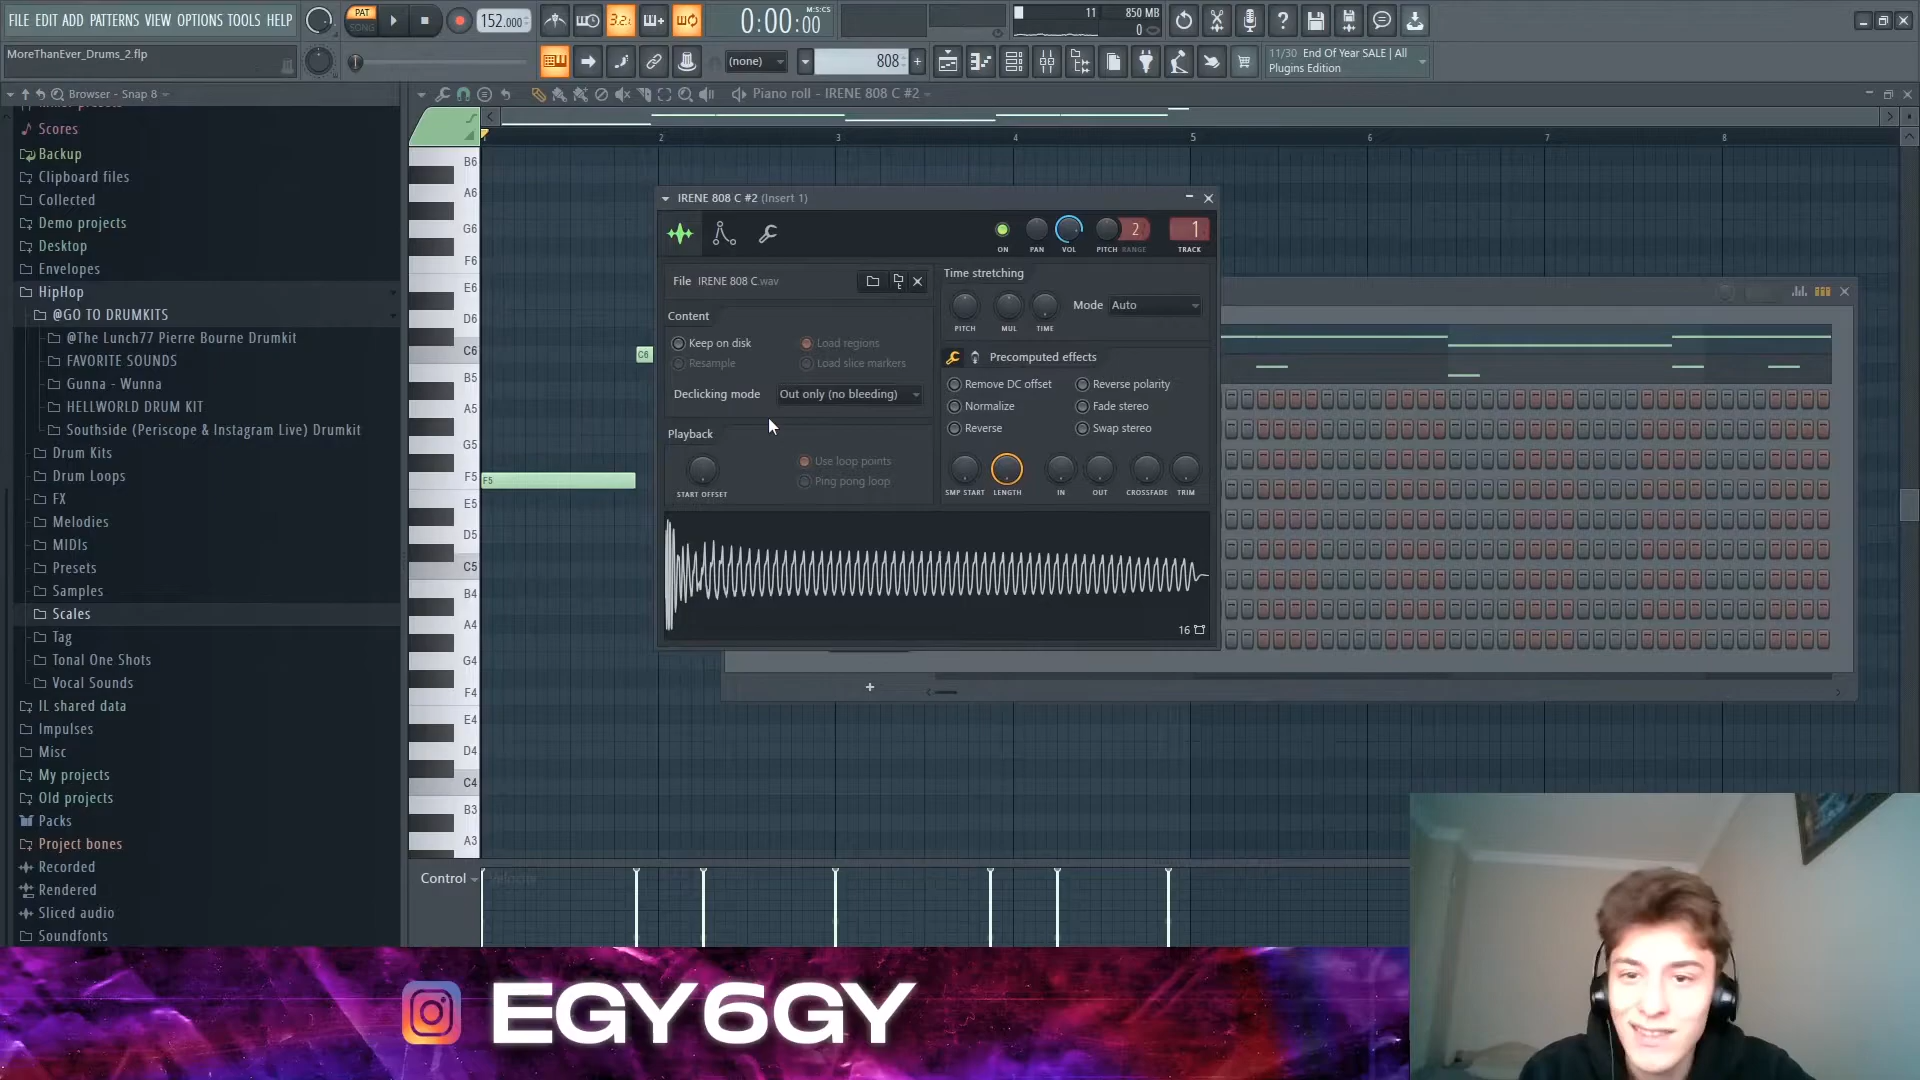 FILE EDIT ADD PATTERNS VIEW OPTIONS TOOLS HELP
PAT
SONG
152.000
3.2.
0:00:00
M:S:CS
11
850 MB
0
MoreThanEver_Drums_2.flp
(none)
808
11/30 End Of Year SALE | All
Plugins Edition
Browser - Snap 8
Piano roll - IRENE 808 C #2
Scores
Backup
Clipboard files
Collected
Demo projects
Desktop
Envelopes
HipHop
@GO TO DRUMKITS
@The Lunch77 Pierre Bourne Drumkit
FAVORITE SOUNDS
Gunna - Wunna
HELLWORLD DRUM KIT
Southside (Periscope & Instagram Live) Drumkit
Drum Kits
Drum Loops
FX
Melodies
MIDIs
Presets
Samples
Scales
Tag
Tonal One Shots
Vocal Sounds
IL shared data
Impulses
Misc
My projects
Old projects
Packs
Project bones
Recorded
Rendered
Sliced audio
Soundfonts
2 3 4 5 6 7 8
B6
A6
G6
F6
E6
D6
C6
B5
A5
G5
F5
E5
D5
C5
B4
A4
G4
F4
E4
D4
C4
B3
A3
C6
F5
IRENE 808 C #2 (Insert 1)
ON PAN VOL PITCH RANGE TRACK
2
1
File IRENE 808 C.wav
Content
Keep on disk
Load regions
Resample
Load slice markers
Declicking mode Out only (no bleeding)
Playback
START OFFSET
Use loop points
Ping pong loop
Time stretching
PITCH MUL TIME
Mode Auto
Precomputed effects
Remove DC offset
Reverse polarity
Normalize
Fade stereo
Reverse
Swap stereo
SMP START LENGTH IN OUT CROSSFADE TRIM
16
Control
Velocity
EGY6GY